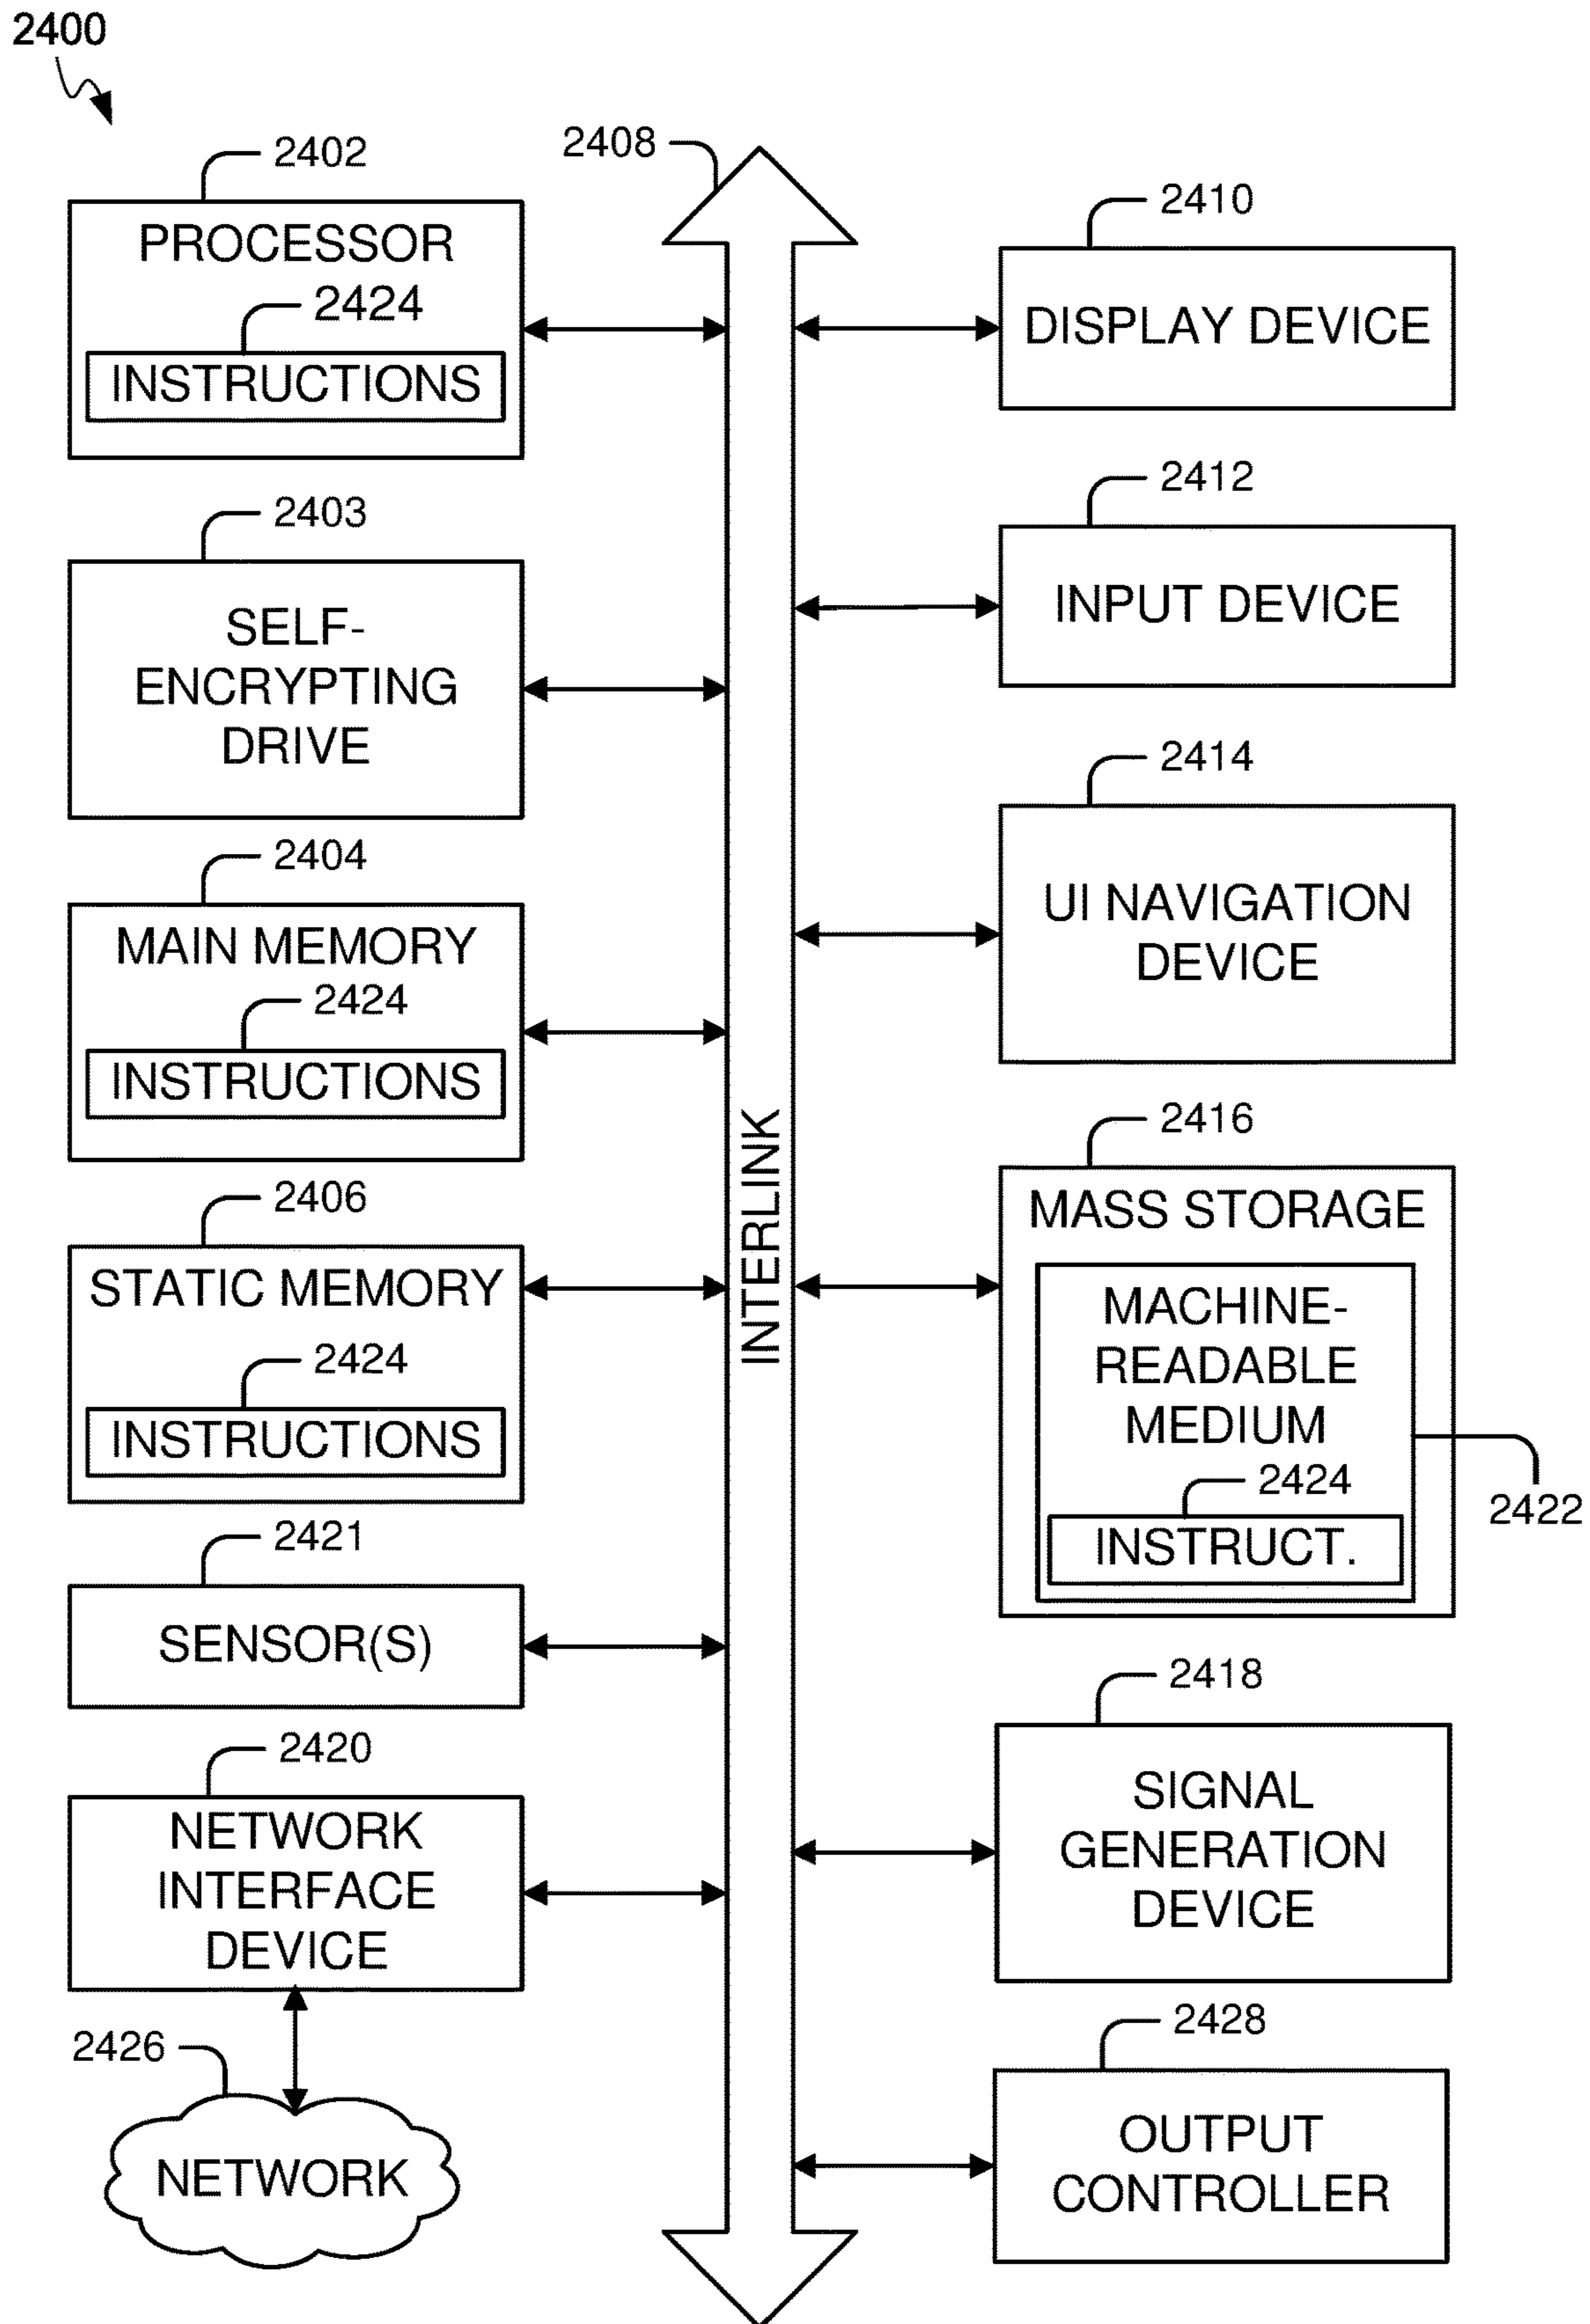 2400
2402
PROCESSOR
2424
INSTRUCTIONS
2403
SELF-
ENCRYPTING
DRIVE
2404
MAIN MEMORY
2424
INSTRUCTIONS
2406
STATIC MEMORY
2424
INSTRUCTIONS
2421
SENSOR(S)
2420
NETWORK
INTERFACE
DEVICE
2426
NETWORK
2408
INTERLINK
2410
DISPLAY DEVICE
2412
INPUT DEVICE
2414
UI NAVIGATION
DEVICE
2416
MASS STORAGE
MACHINE-
READABLE
MEDIUM
2424
INSTRUCT.
2422
2418
SIGNAL
GENERATION
DEVICE
2428
OUTPUT
CONTROLLER